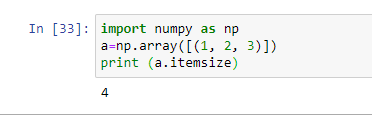 In [33]: import numpy as np
a=np.array([(1, 2, 3)])
print (a.itemsize)
4